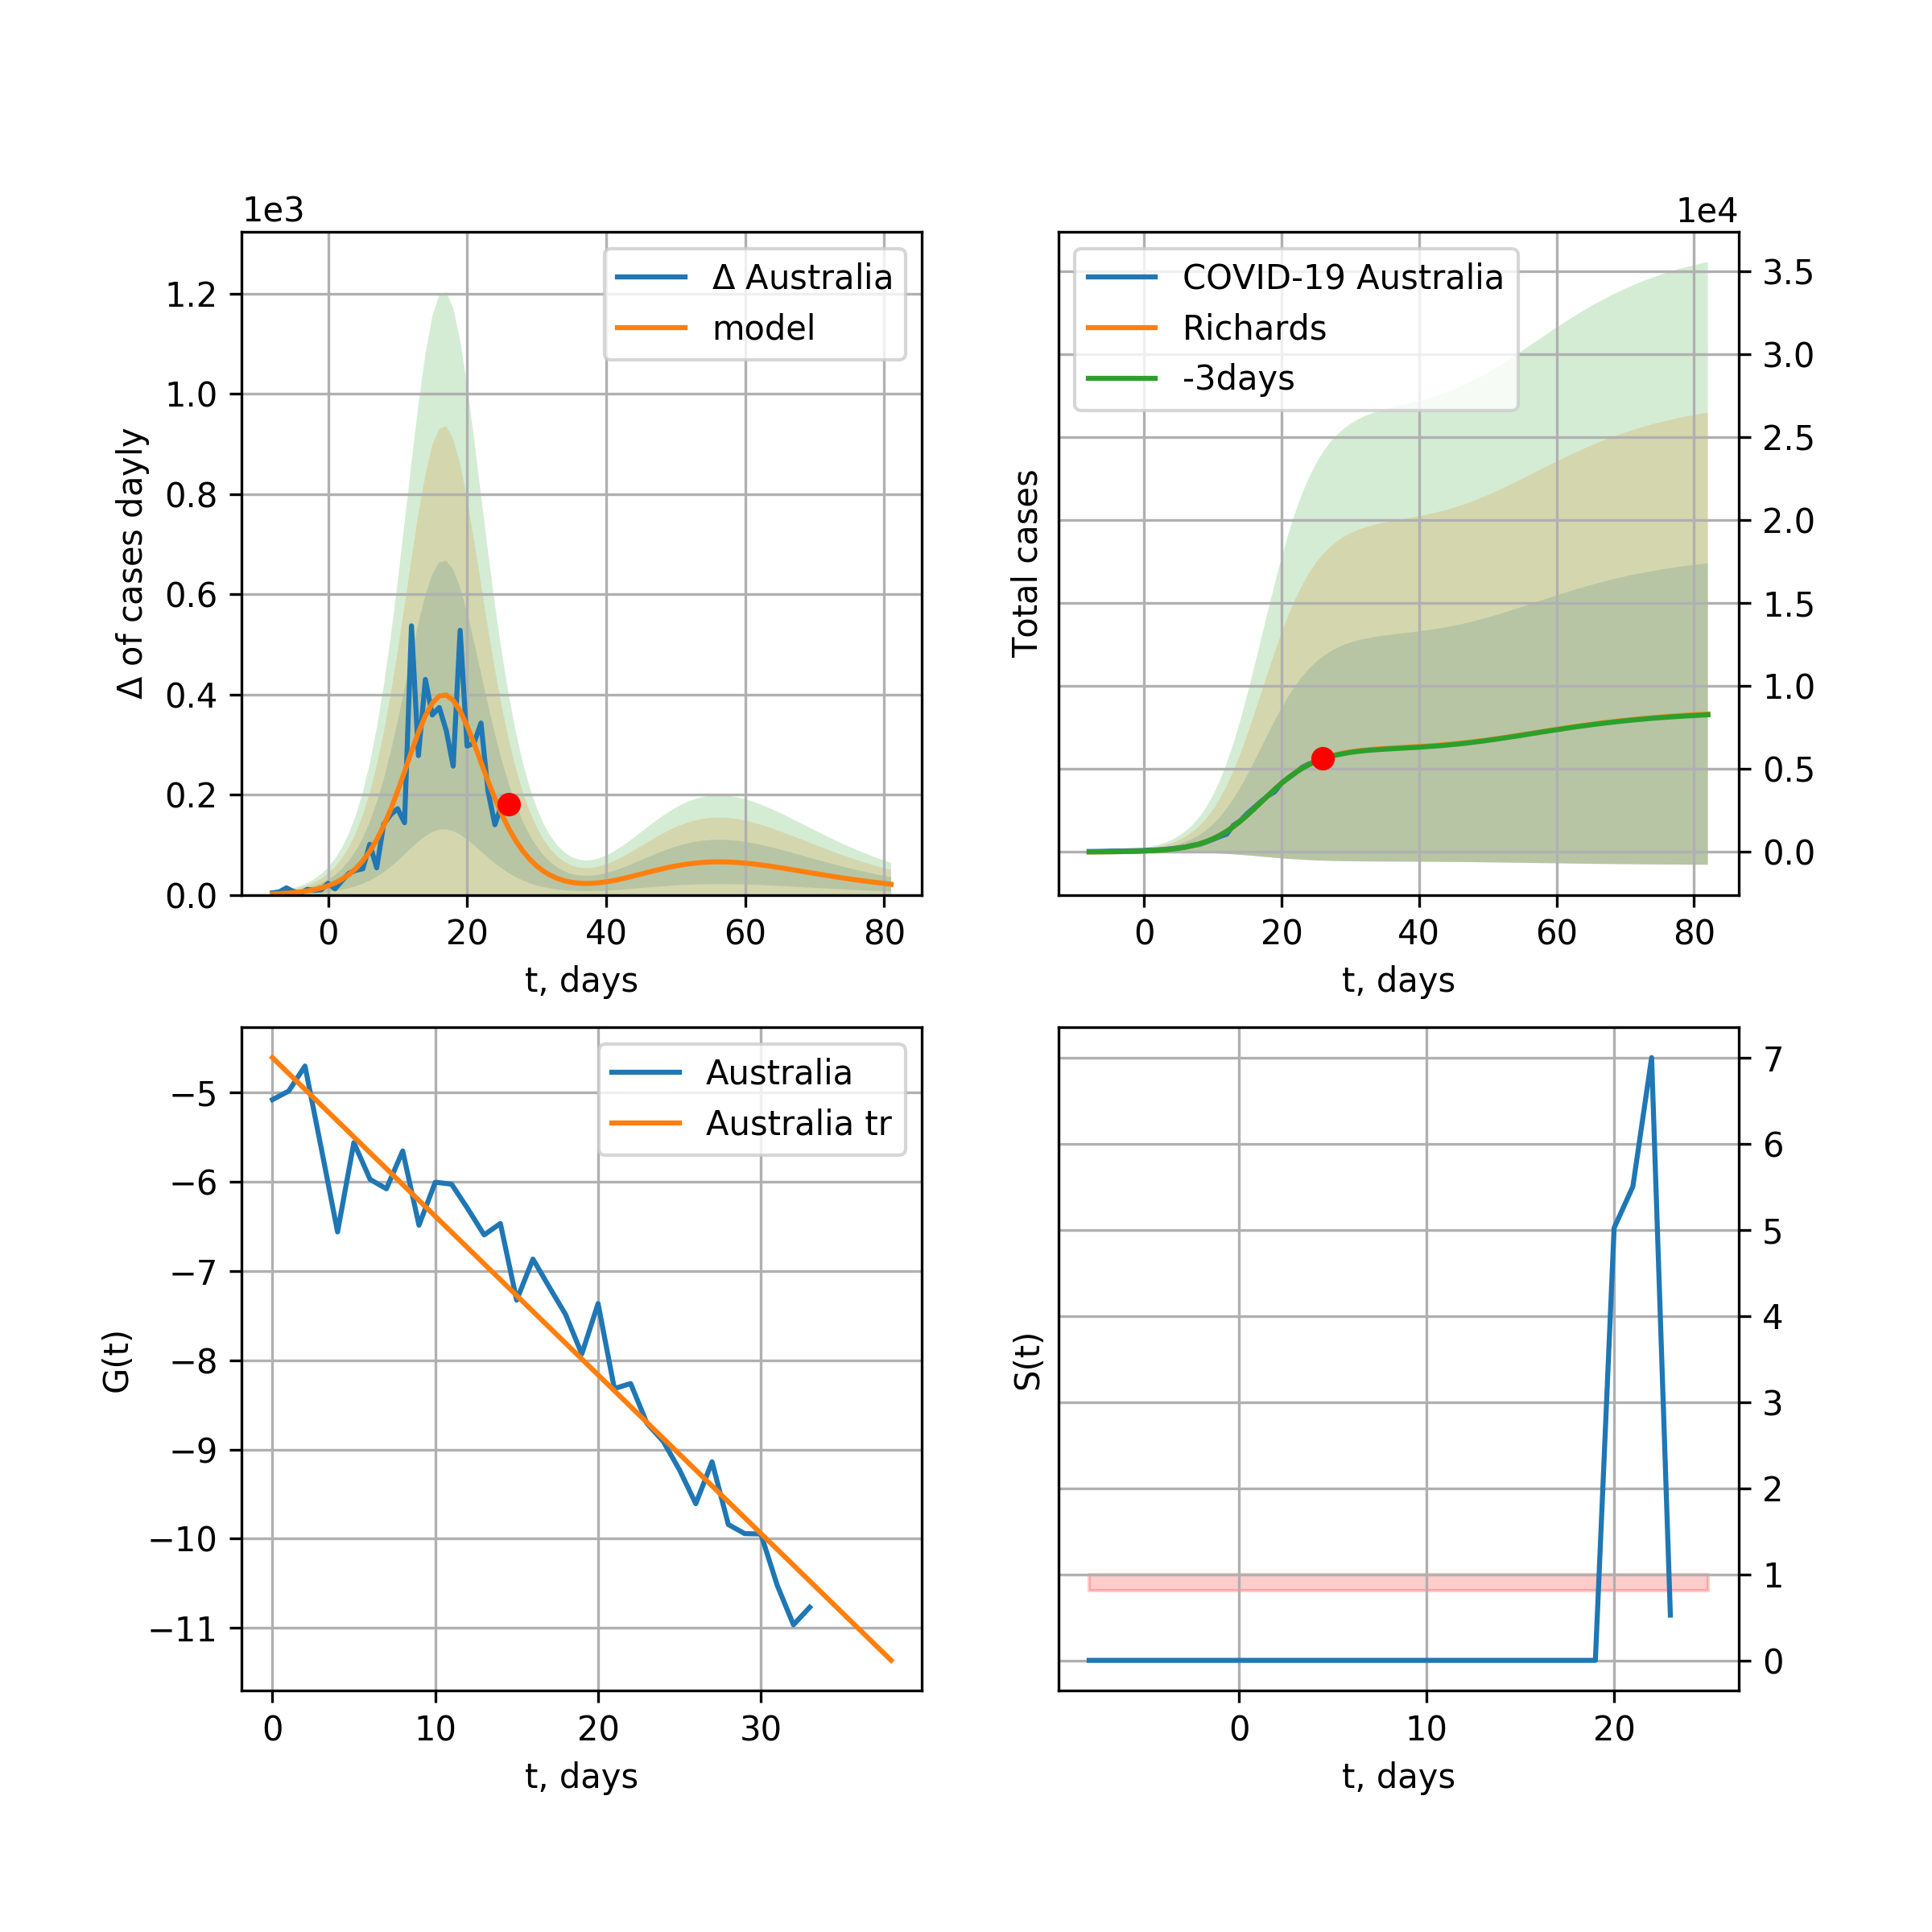 1e3
Δ of cases dayly
1.2
1.0
0.8
0.6
0.4
0.2
0.0
Δ Australia
model
0 20 40 60 80
t, days
1e4
Total cases
COVID-19 Australia
Richards
-3days
3.5
3.0
2.5
2.0
1.5
1.0
0.5
0.0
0 20 40 60 80
t, days
G(t)
−5
−6
−7
−8
−9
−10
−11
Australia
Australia tr
0 10 20 30
t, days
S(t)
7
6
5
4
3
2
1
0
0 10 20
t, days